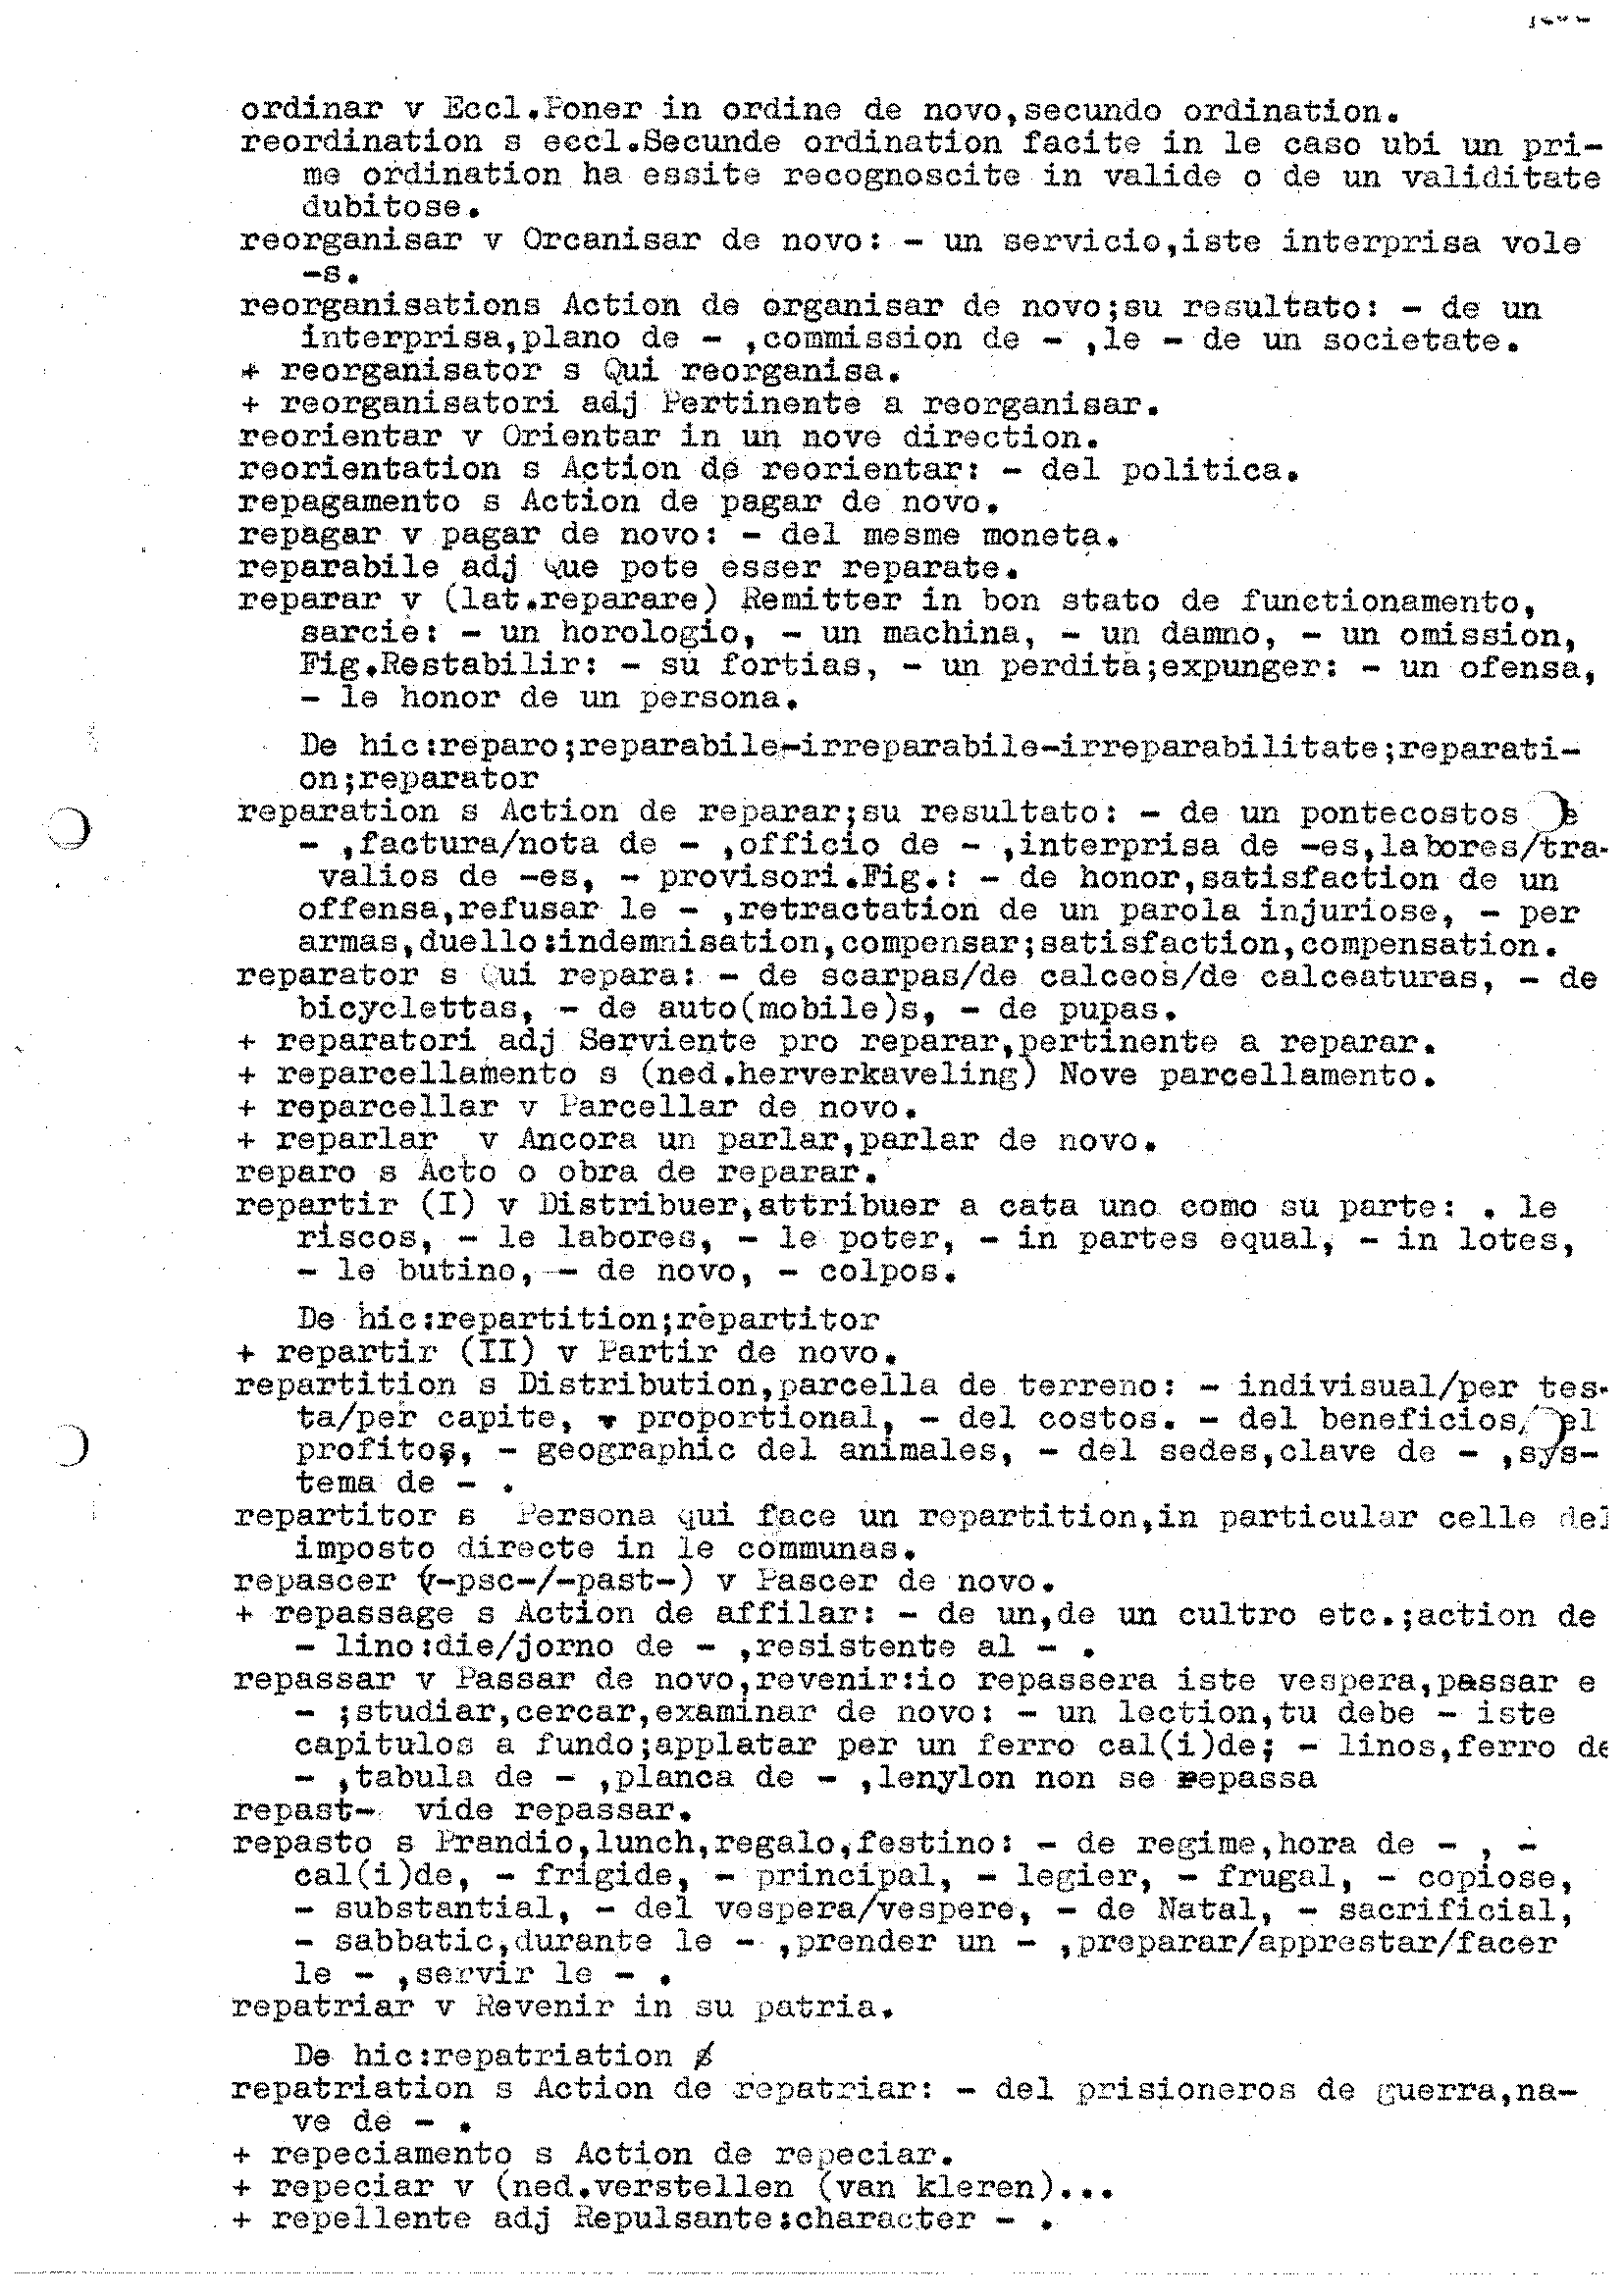 ordinar v Eccl.Poner in ordine de novo,secundo ordination.
reordination s eccl.Secunde ordination facite in le caso ubi un pri-
me ordination ha essite recognoscite in valide o de un validitate
dubitose.
reorganisar v Orcanisar de novo: - un servicio,iste interprisa vole
-s.
reorganisations Action de organisar de novo;su resultato: - de un
interprisa,plano de - ,commission de - ,le - de un societate.
+ reorganisator s Qui reorganisa.
+ reorganisatori adj Pertinente a reorganisar.
reorientar v Orientar in un nove direction.
reorientation s Action de reorientar: - del politica.
repagamento s Action de pagar de novo.
repagar v pagar de novo: - del mesme moneta.
reparabile adj Que pote esser reparate.
reparar v (lat.reparare) Remitter in bon stato de functionamento,
sarcie: - un horologio, - un machina, - un damno, - un omission,
Fig.Restabilir: - su fortias, - un perdita;expunger: - un ofensa,
- le honor de un persona.
De hic:reparo;reparabile-irreparabile-irreparabilitate;reparati-
on;reparator
reparation s Action de reparar;su resultato: - de un pontecostos
- ,factura/nota de - ,officio de - ,interprisa de -es,labores/tra-
valios de -es, - provisori.Fig.: - de honor,satisfaction de un
offensa,refusar le - ,retractation de un parola injuriose, - per
armas,duello:indemnisation,compensar;satisfaction,compensation.
reparator s Qui repara: - de scarpas/de calceos/de calceaturas, - de
bicyclettas, - de auto(mobile)s, - de pupas.
+ reparatori adj Serviente pro reparar,pertinente a reparar.
+ reparcellamento s (ned.herverkaveling) Nove parcellamento.
+ reparcellar v Parcellar de novo.
+ reparlar v Ancora un parlar,parlar de novo.
reparo s Acto o obra de reparar.
repartir (I) v Distribuer,attribuer a cata uno como su parte: . le
riscos, - le labores, - le poter, - in partes equal, - in lotes,
- le butino, - de novo, - colpos.
De hic:repartition;repartitor
+ repartir (II) v Partir de novo.
repartition s Distribution,parcella de terreno: - indivisual/per tes-
ta/per capite, - proportional, - del costos. - del beneficios/del
profitos, - geographic del animales, - del sedes,clave de - ,sys-
tema de - .
repartitor s Persona qui face un repartition,in particular celle del
imposto directe in le communas.
repascer (-psc-/-past-) v Pascer de novo.
+ repassage s Action de affilar: - de un,de un cultro etc.;action de
- lino:die/jorno de - ,resistente al - .
repassar v Passar de novo,revenir:io repassera iste vespera,passar e
- ;studiar,cercar,examinar de novo: - un lection,tu debe - iste
capitulos a fundo;applatar per un ferro cal(i)de; - linos,ferro de
- ,tabula de - ,planca de - ,lenylon non se repassa
repast- vide repassar.
repasto s Prandio,lunch,regalo,festino: - de regime,hora de - , -
cal(i)de, - frigide, - principal, - legier, - frugal, - copiose,
- substantial, - del vespera/vespere, - de Natal, - sacrificial,
- sabbatic,durante le - ,prender un - ,preparar/apprestar/facer
le - ,servir le - .
repatriar v Revenir in su patria.
De hic:repatriation
repatriation s Action de repatriar: - del prisioneros de guerra,na-
ve de - .
+ repeciamento s Action de repeciar.
+ repeciar v (ned.verstellen (van kleren)...
+ repellente adj Repulsante:character - .